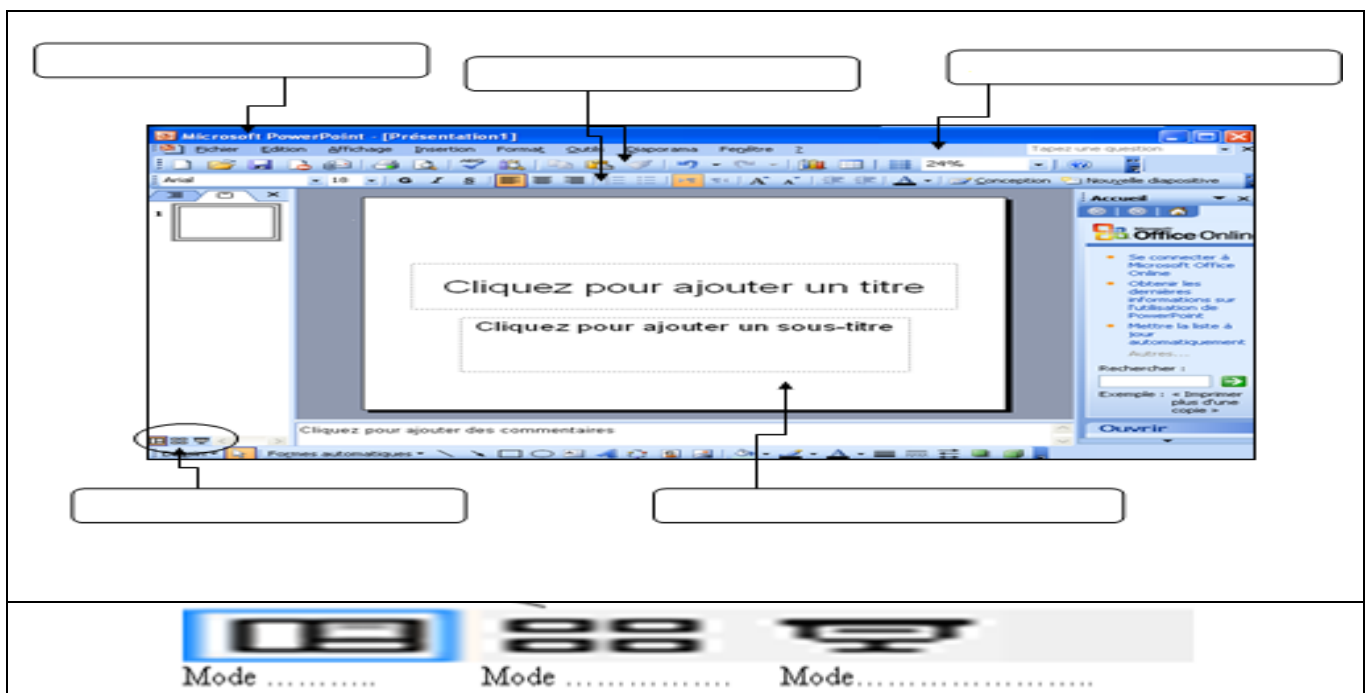 Microsoft PowerPoint - [Présentation1]
Fichier Edition Affichage Insertion Format Outils Diaporama Fenêtre ? Tapez une question
24%
Arial 18 G I S Conception Nouvelle diapositive
1
Accueil
Microsoft
Office Onlin
Se connecter à
Microsoft Office
Online
Obtenir les
dernières
informations sur
l'utilisation de
PowerPoint
Mettre la liste à
jour
automatiquement
Autres...
Rechercher :
Exemple : « Imprimer
plus d'une
copie »
Ouvrir
Cliquez pour ajouter un titre
Cliquez pour ajouter un sous-titre
Cliquez pour ajouter des commentaires
Formes automatiques
Mode ...........
Mode ................
Mode.......................